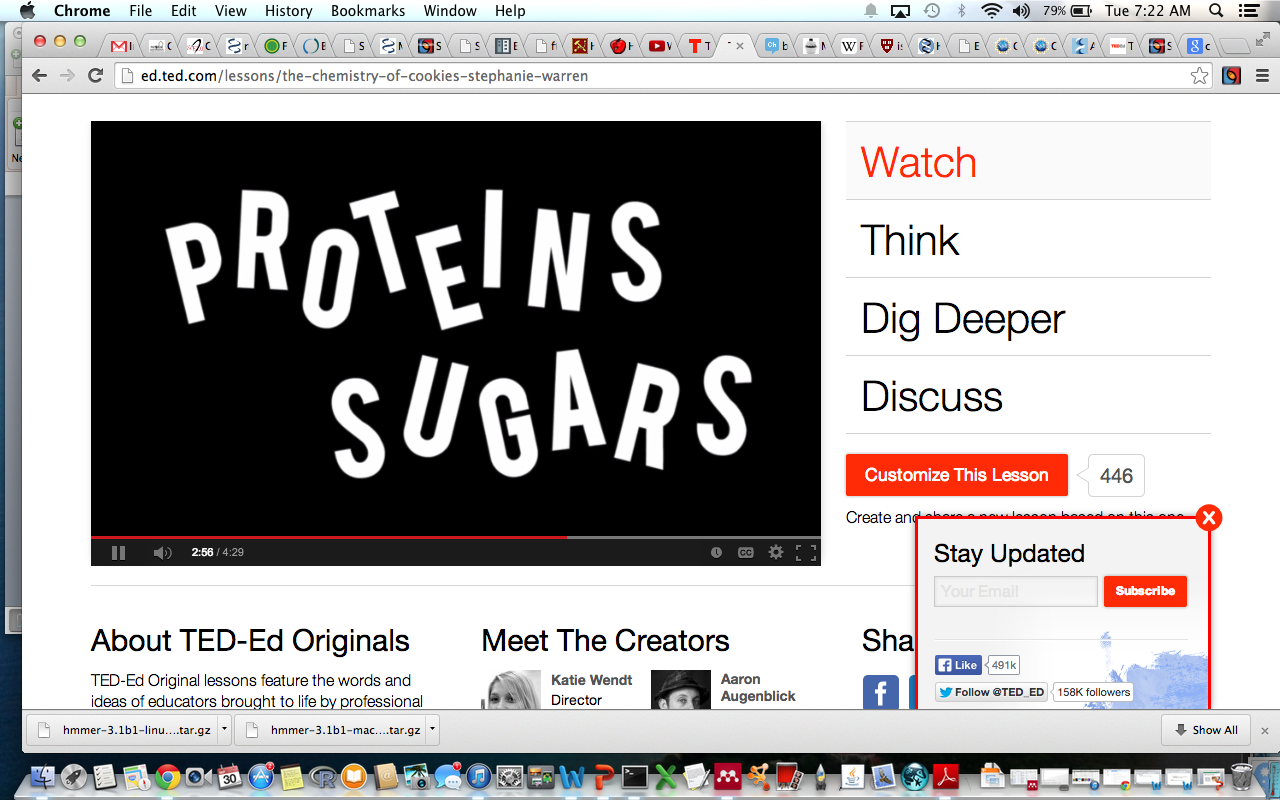 Chrome File Edit View History Bookmarks Window Help 79% Tue 7:22 AM
ed.ted.com/lessons/the-chemistry-of-cookies-stephanie-warren
PROTEINS
SUGARS
2:56 / 4:29
CC
Watch
Think
Dig Deeper
Discuss
Customize This Lesson 446
Create and share a new lesson based on this one.
Stay Updated
Your Email Subscribe
Like 491k
Follow @TED_ED 158K followers
About TED-Ed Originals
TED-Ed Original lessons feature the words and
ideas of educators brought to life by professional
Meet The Creators
Katie Wendt
Director
Aaron
Augenblick
Sha
hmmer-3.1b1-linu....tar.gz hmmer-3.1b1-mac....tar.gz Show All
30